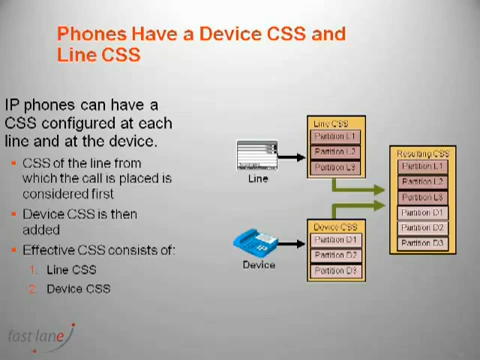 Phones Have a Device CSS and
Line CSS
IP phones can have a
CSS configured at each
line and at the device.
CSS of the line from
which the call is placed is
considered first
Device CSS is then
added
Effective CSS consists of:
1. Line CSS
2. Device CSS
Line
Line CSS
Partition L1
Partition L2
Partition L3
Device
Device CSS
Partition D1
Partition D2
Partition D3
Resulting CSS
Partition L1
Partition L2
Partition L3
Partition D1
Partition D2
Partition D3
fast lane